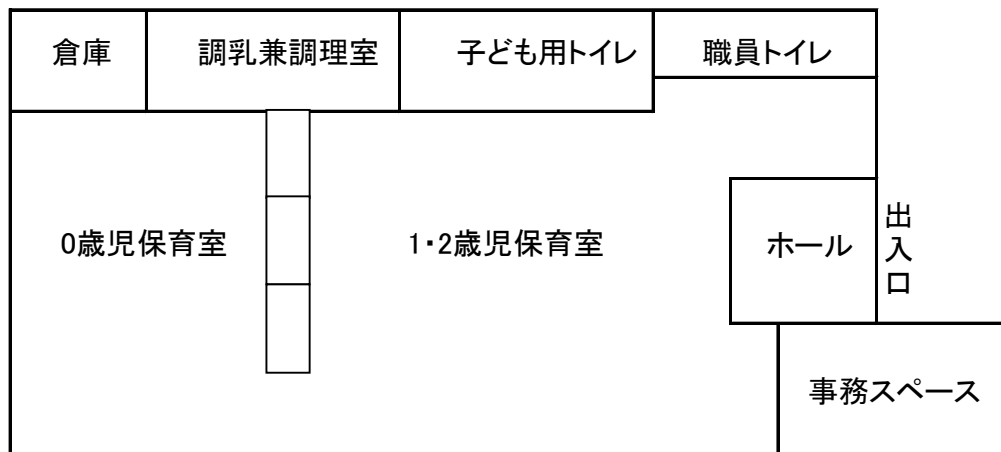 倉庫
調乳兼調理室
子ども用トイレ
職員トイレ
0歳児保育室
1・2歳児保育室
ホール
出入口
事務スペース